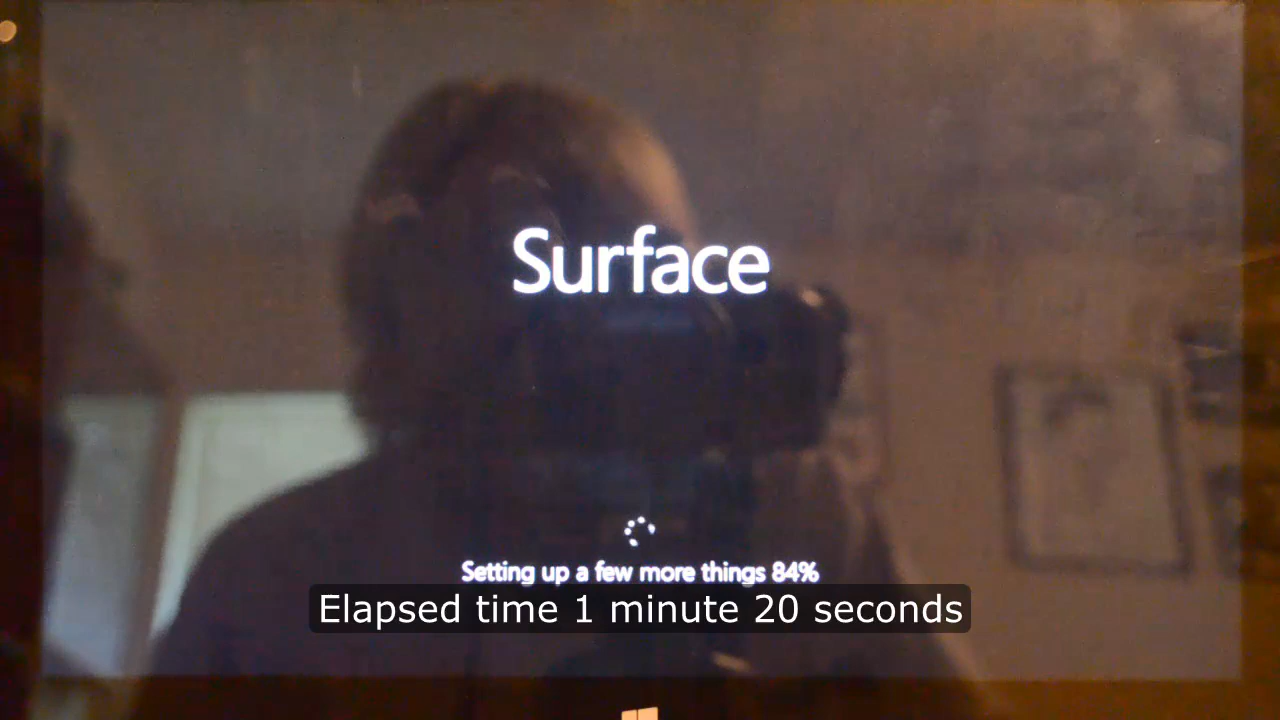 Surface
Setting up a few more things 84%
Elapsed time 1 minute 20 seconds